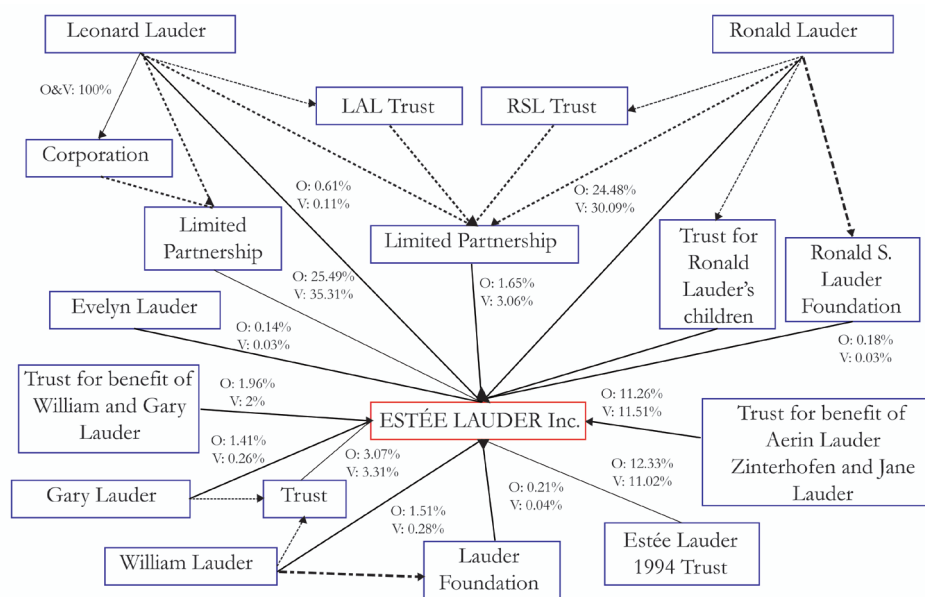 Leonard Lauder
Ronald Lauder
O&V: 100%
LAL Trust
RSL Trust
Corporation
O: 0.61%
V: 0.11%
O: 24.48%
V: 30.09%
Limited
Partnership
Limited Partnership
Trust for
Ronald
Lauder's
children
Ronald S.
Lauder
Foundation
O: 25.49%
V: 35.31%
O: 1.65%
V: 3.06%
Evelyn Lauder
O: 0.14%
V: 0.03%
O: 0.18%
V: 0.03%
Trust for benefit of
William and Gary
Lauder
O: 1.96%
V: 2%
ESTÉE LAUDER Inc.
O: 11.26%
V: 11.51%
Trust for benefit of
Aerin Lauder
Zinterhofen and Jane
Lauder
O: 1.41%
V: 0.26%
O: 3.07%
V: 3.31%
O: 12.33%
V: 11.02%
Gary Lauder
Trust
O: 0.21%
V: 0.04%
O: 1.51%
V: 0.28%
William Lauder
Lauder
Foundation
Estée Lauder
1994 Trust